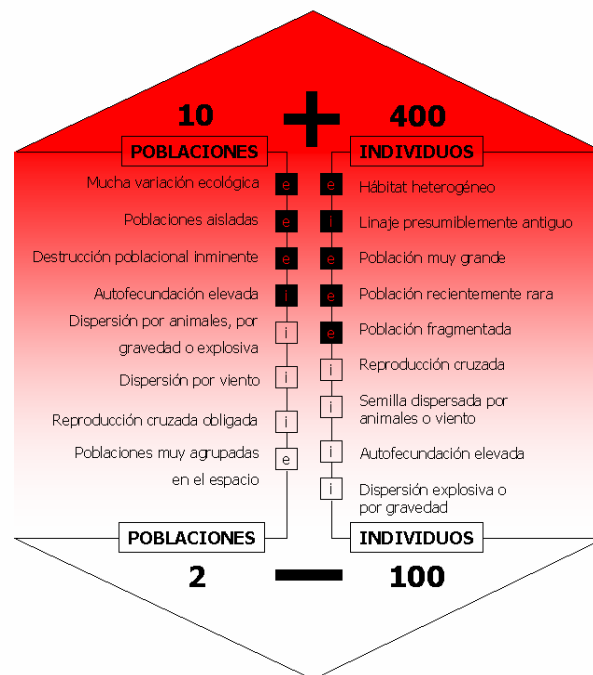 10 + 400
POBLACIONES INDIVIDUOS
Mucha variación ecológica e e Hábitat heterogéneo
Poblaciones aisladas e i Linaje presumiblemente antiguo
Destrucción poblacional inminente e e Población muy grande
Autofecundación elevada i e Población recientemente rara
Dispersión por animales, por
gravedad o explosiva i e Población fragmentada
Dispersión por viento i i Reproducción cruzada
Reproducción cruzada obligada i i Semilla dispersada por
animales o viento
Poblaciones muy agrupadas
en el espacio e i Autofecundación elevada
i Dispersión explosiva o
por gravedad
POBLACIONES INDIVIDUOS
2 — 100